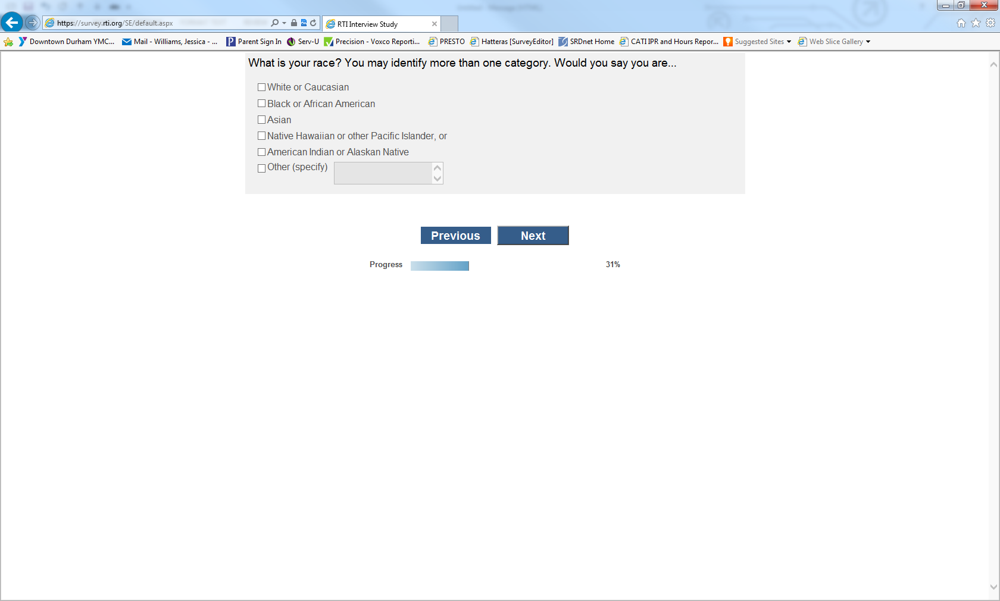 https://survey.rti.org/SE/default.aspx
RTI Interview Study
Downtown Durham YMC...
Mail - Williams, Jessica - ...
Parent Sign In
Serv-U
Precision - Voxco Reporti...
PRESTO
Hatteras [SurveyEditor]
SRDnet Home
CATI IPR and Hours Repor...
Suggested Sites
Web Slice Gallery
What is your race? You may identify more than one category. Would you say you are...
White or Caucasian
Black or African American
Asian
Native Hawaiian or other Pacific Islander, or
American Indian or Alaskan Native
Other (specify)
Previous
Next
Progress
31%